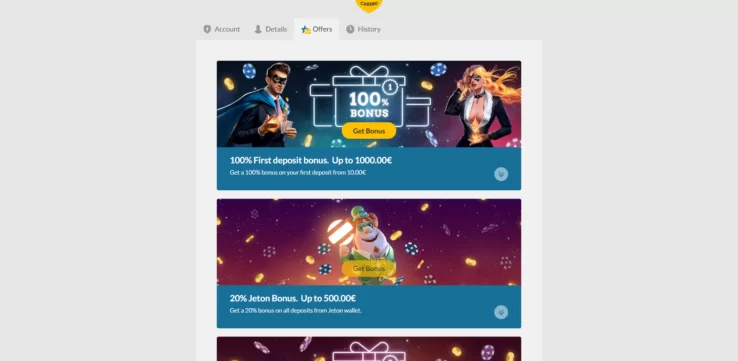 CASINO
Account
Details
Offers
History
1
100%
BONUS
Get Bonus
100% First deposit bonus. Up to 1000.00€
Get a 100% bonus on your first deposit from 10.00€
Get Bonus
20% Jeton Bonus. Up to 500.00€
Get a 20% bonus on all deposits from Jeton wallet.